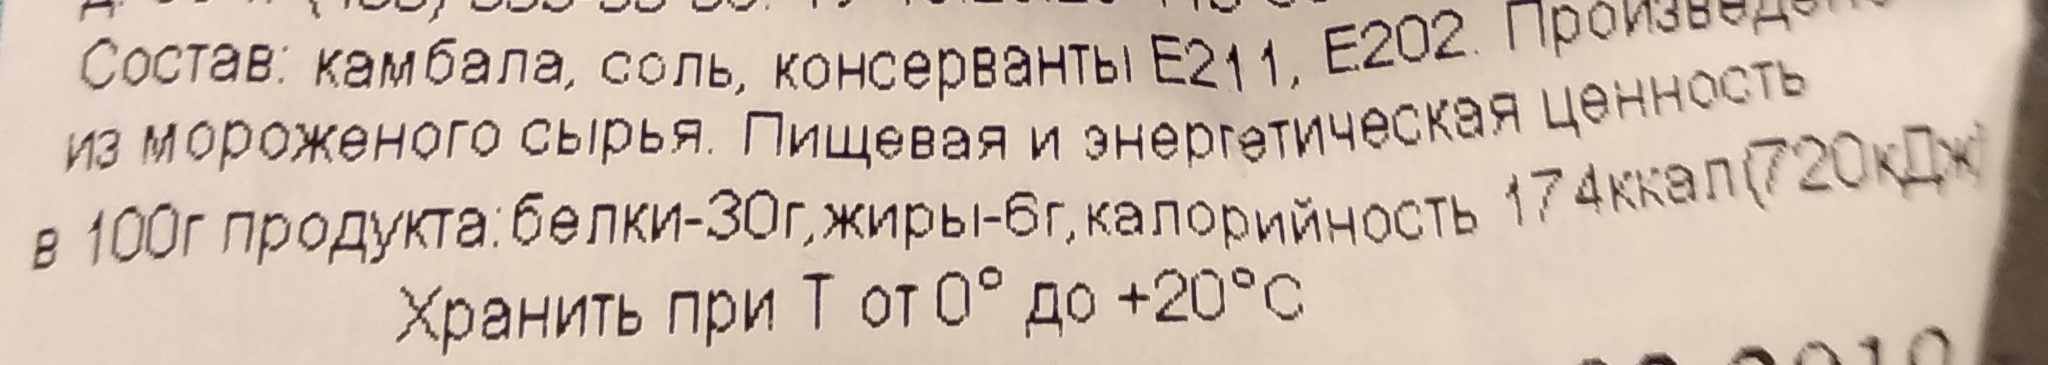 Состав: камбала, соль, консерванты Е211, Е202. Произведено
из мороженого сырья. Пищевая и энергетическая ценность
в 100г продукта:белки-30г,жиры-6г,калорийность 174ккал(720кДж)
Хранить при Т от 0° до +20°С